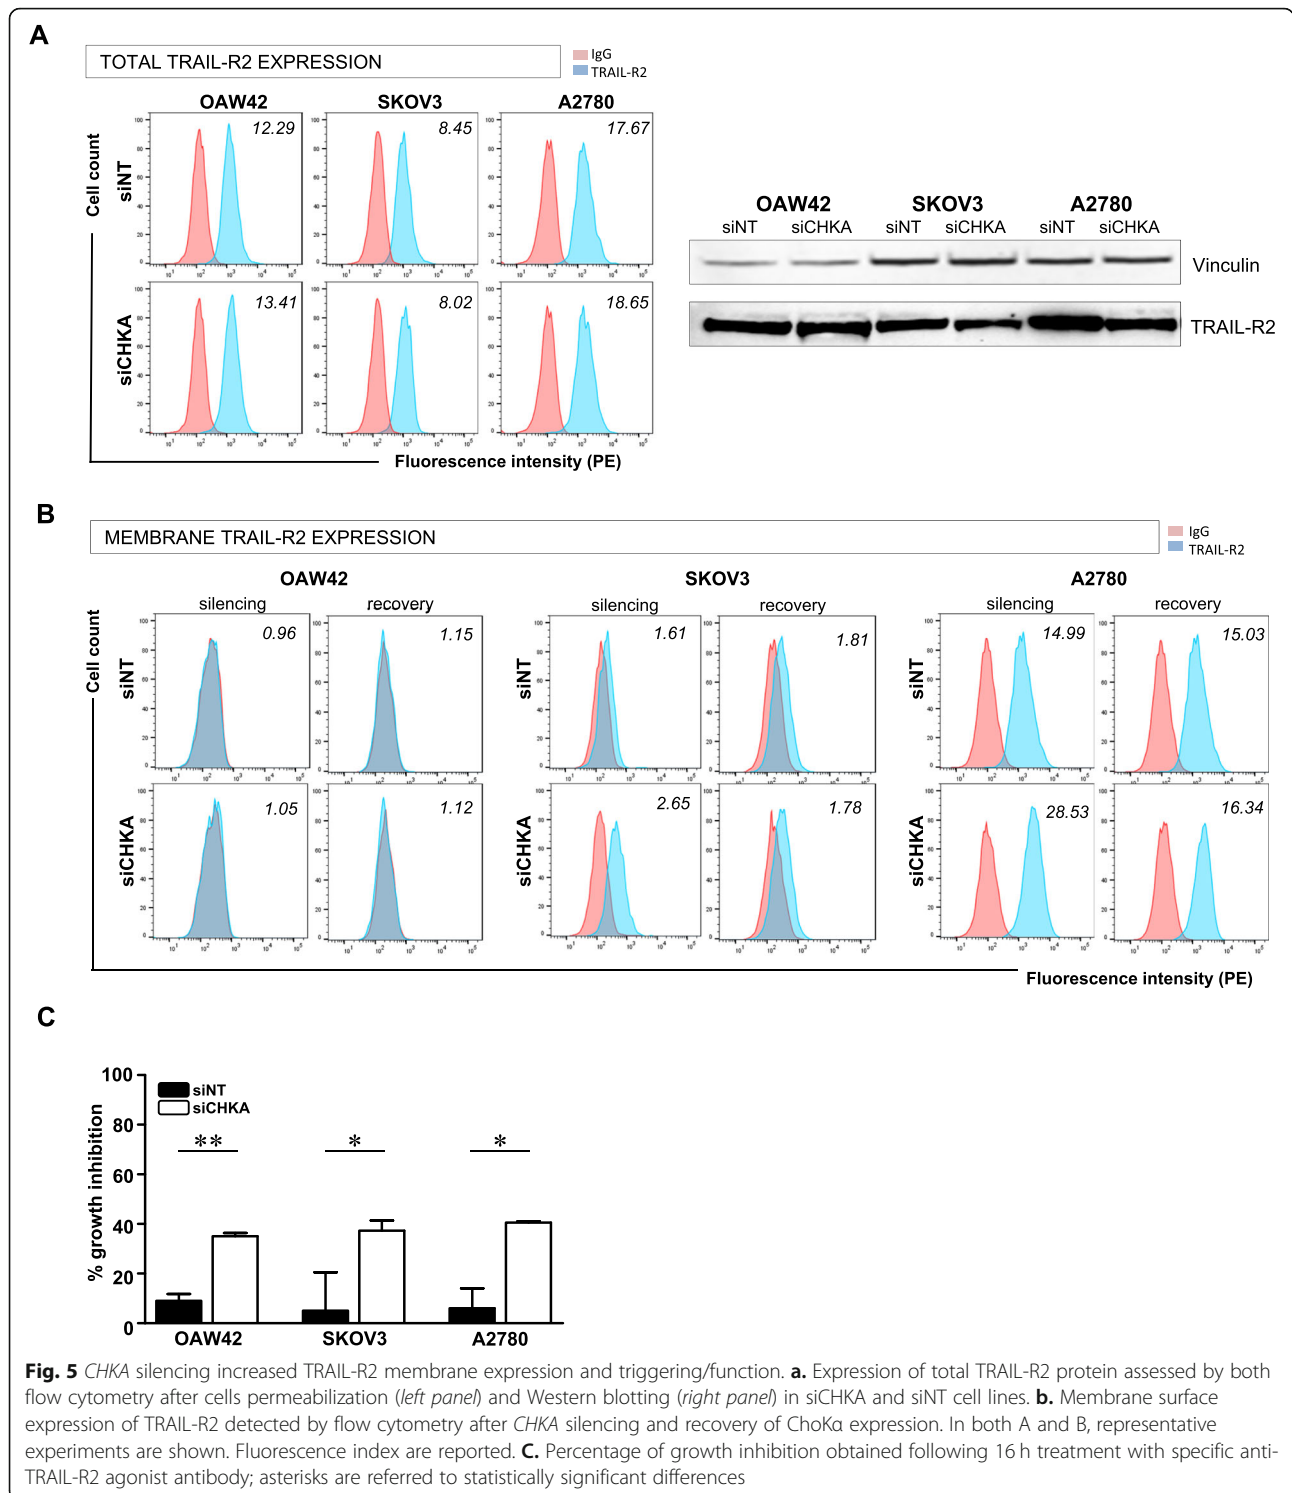 A
TOTAL TRAIL-R2 EXPRESSION
IgG
TRAIL-R2
OAW42 SKOV3 A2780
Cell count
siNT
12.29 8.45 17.67
siCHKA
13.41 8.02 18.65
Fluorescence intensity (PE)
OAW42 SKOV3 A2780
siNT siCHKA siNT siCHKA siNT siCHKA
Vinculin
TRAIL-R2
B
MEMBRANE TRAIL-R2 EXPRESSION
IgG
TRAIL-R2
OAW42 SKOV3 A2780
silencing recovery silencing recovery silencing recovery
Cell count
siNT
0.96 1.15 1.61 1.81 14.99 15.03
siCHKA
1.05 1.12 2.65 1.78 28.53 16.34
Fluorescence intensity (PE)
C
% growth inhibition
100
80
60
40
20
0
siNT
siCHKA
** * *
OAW42 SKOV3 A2780
Fig. 5 CHKA silencing increased TRAIL-R2 membrane expression and triggering/function. a. Expression of total TRAIL-R2 protein assessed by both
flow cytometry after cells permeabilization (left panel) and Western blotting (right panel) in siCHKA and siNT cell lines. b. Membrane surface
expression of TRAIL-R2 detected by flow cytometry after CHKA silencing and recovery of ChoKα expression. In both A and B, representative
experiments are shown. Fluorescence index are reported. C. Percentage of growth inhibition obtained following 16 h treatment with specific anti-
TRAIL-R2 agonist antibody; asterisks are referred to statistically significant differences